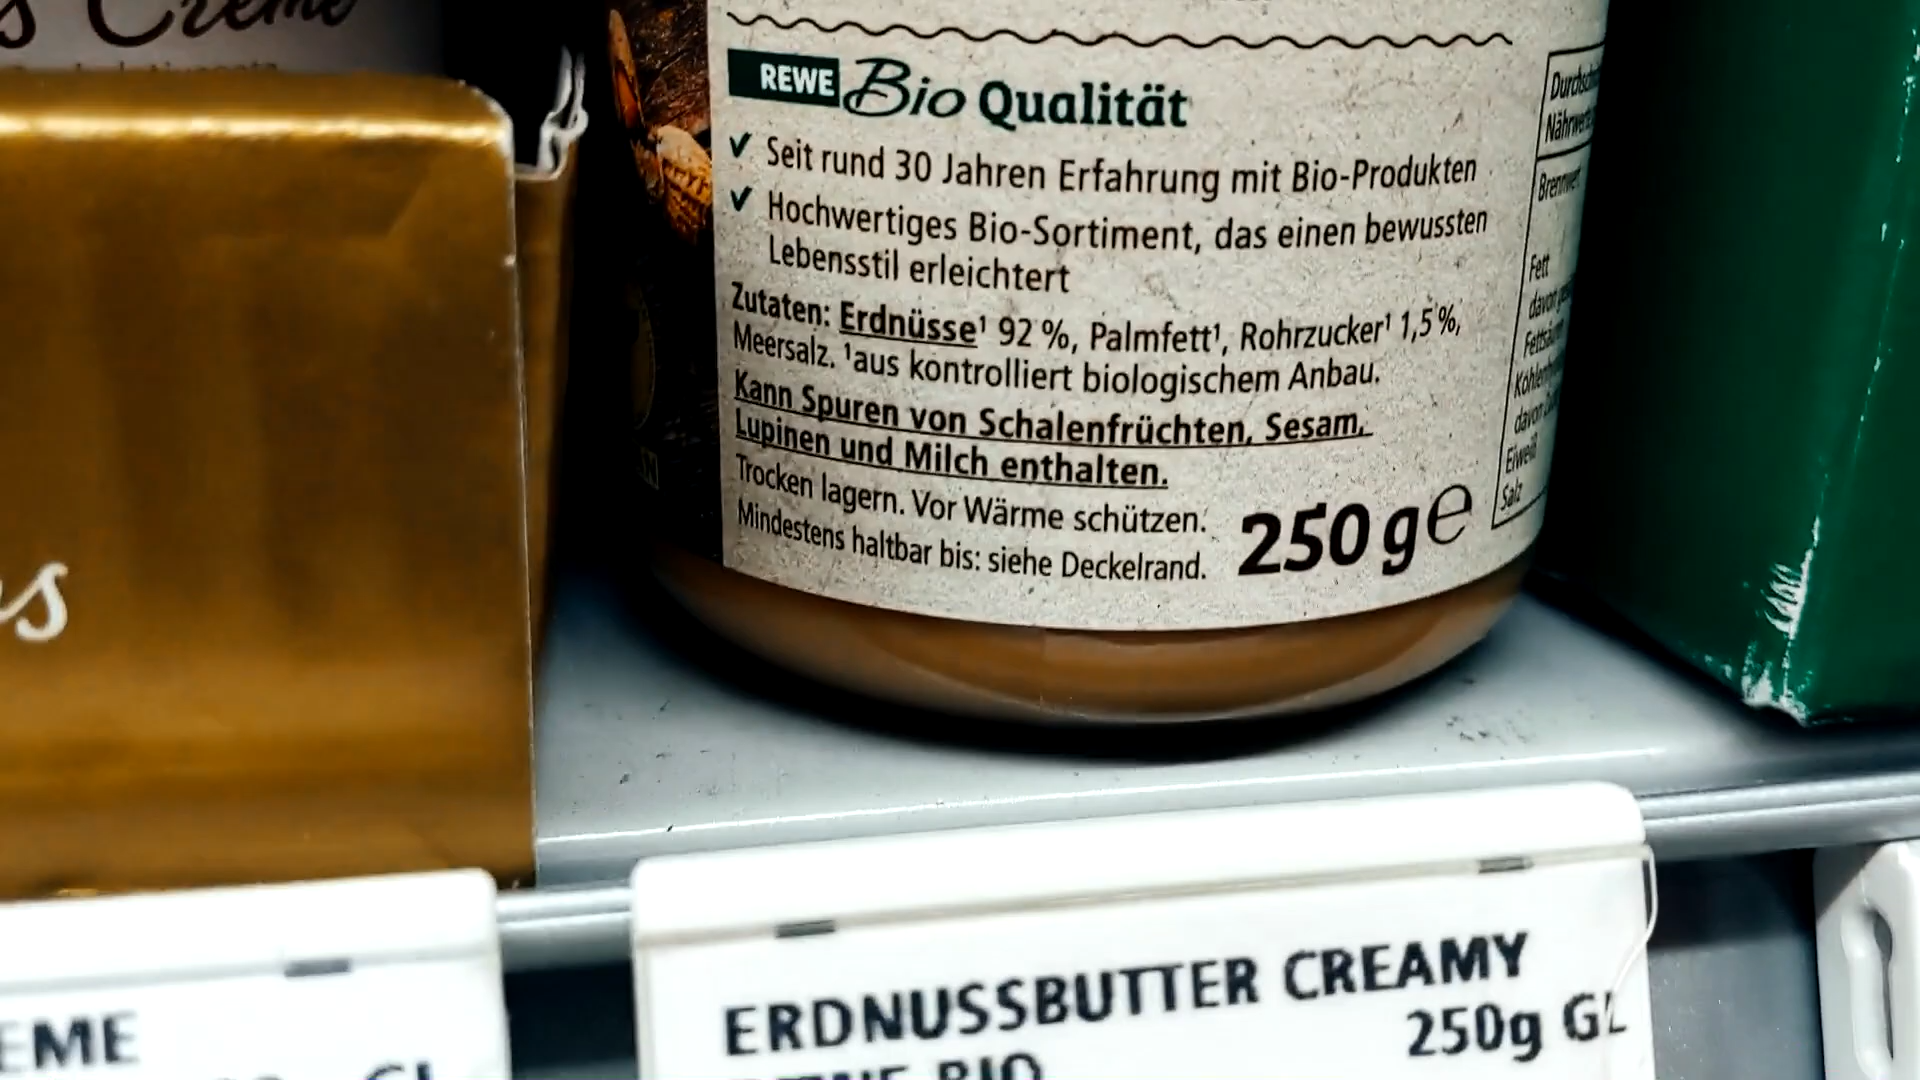 s Creme
REWE Bio Qualität
✓ Seit rund 30 Jahren Erfahrung mit Bio-Produkten
✓ Hochwertiges Bio-Sortiment, das einen bewussten
Lebensstil erleichtert
Zutaten: Erdnüsse¹ 92 %, Palmfett¹, Rohrzucker¹ 1,5 %,
Meersalz. ¹aus kontrolliert biologischem Anbau.
Kann Spuren von Schalenfrüchten, Sesam,
Lupinen und Milch enthalten.
Trocken lagern. Vor Wärme schützen.
Mindestens haltbar bis: siehe Deckelrand.
250 g e
Brennwert
Fett
Eiweiß
Salz
s
EME
ERDNUSSBUTTER CREAMY
250g GL
BIO